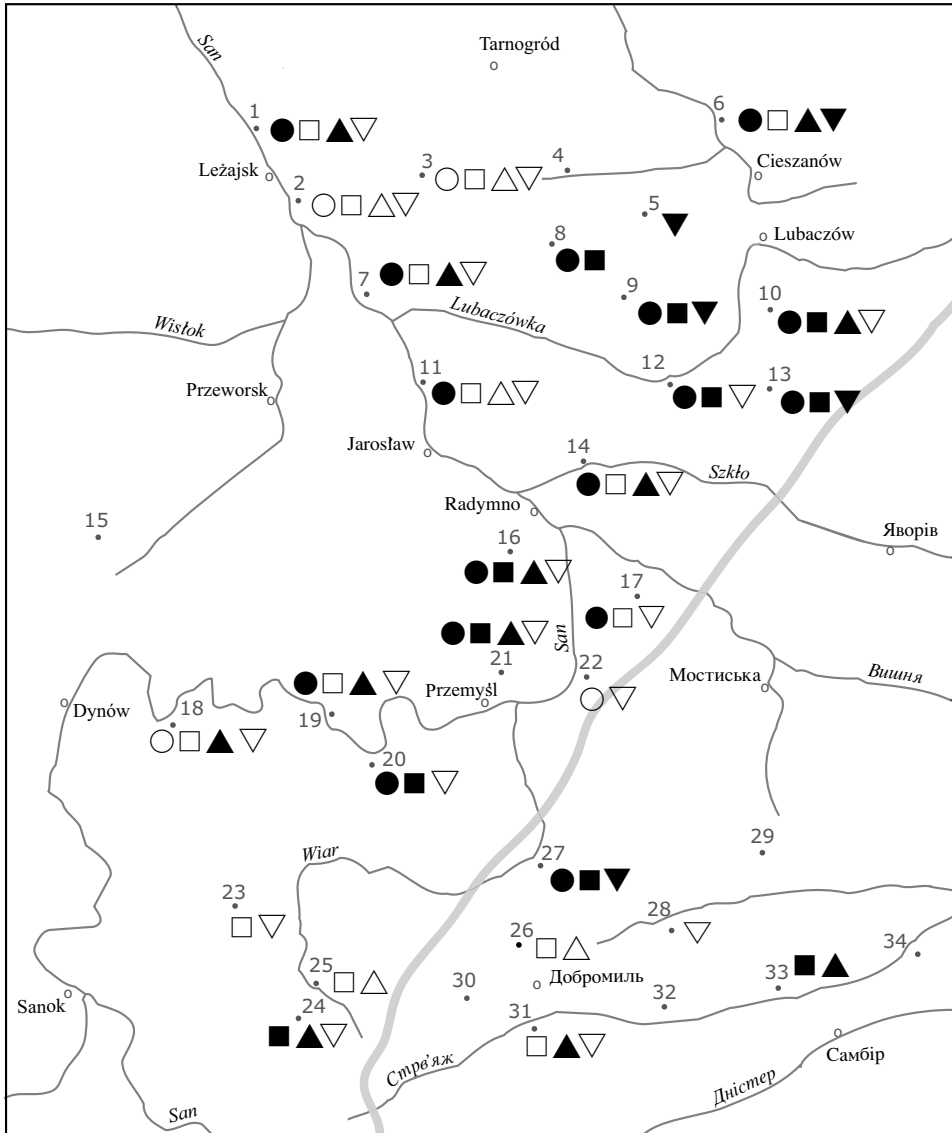 San
Tarnogród
1
6
Leżajsk
3
4
Cieszanów
2
5
8
Lubaczów
7
9
10
Wisłok
Lubaczówka
11
12
13
Przeworsk
Jarosław
14
Szkło
Radymno
15
16
Яворів
17
San
21
22
Przemyśl
Мостиська
Вишня
Dynów
18
19
20
Wiar
27
29
23
28
26
34
25
Добромиль
33
Sanok
30
32
24
31
Самбір
Стрв'яж
Дністер
San